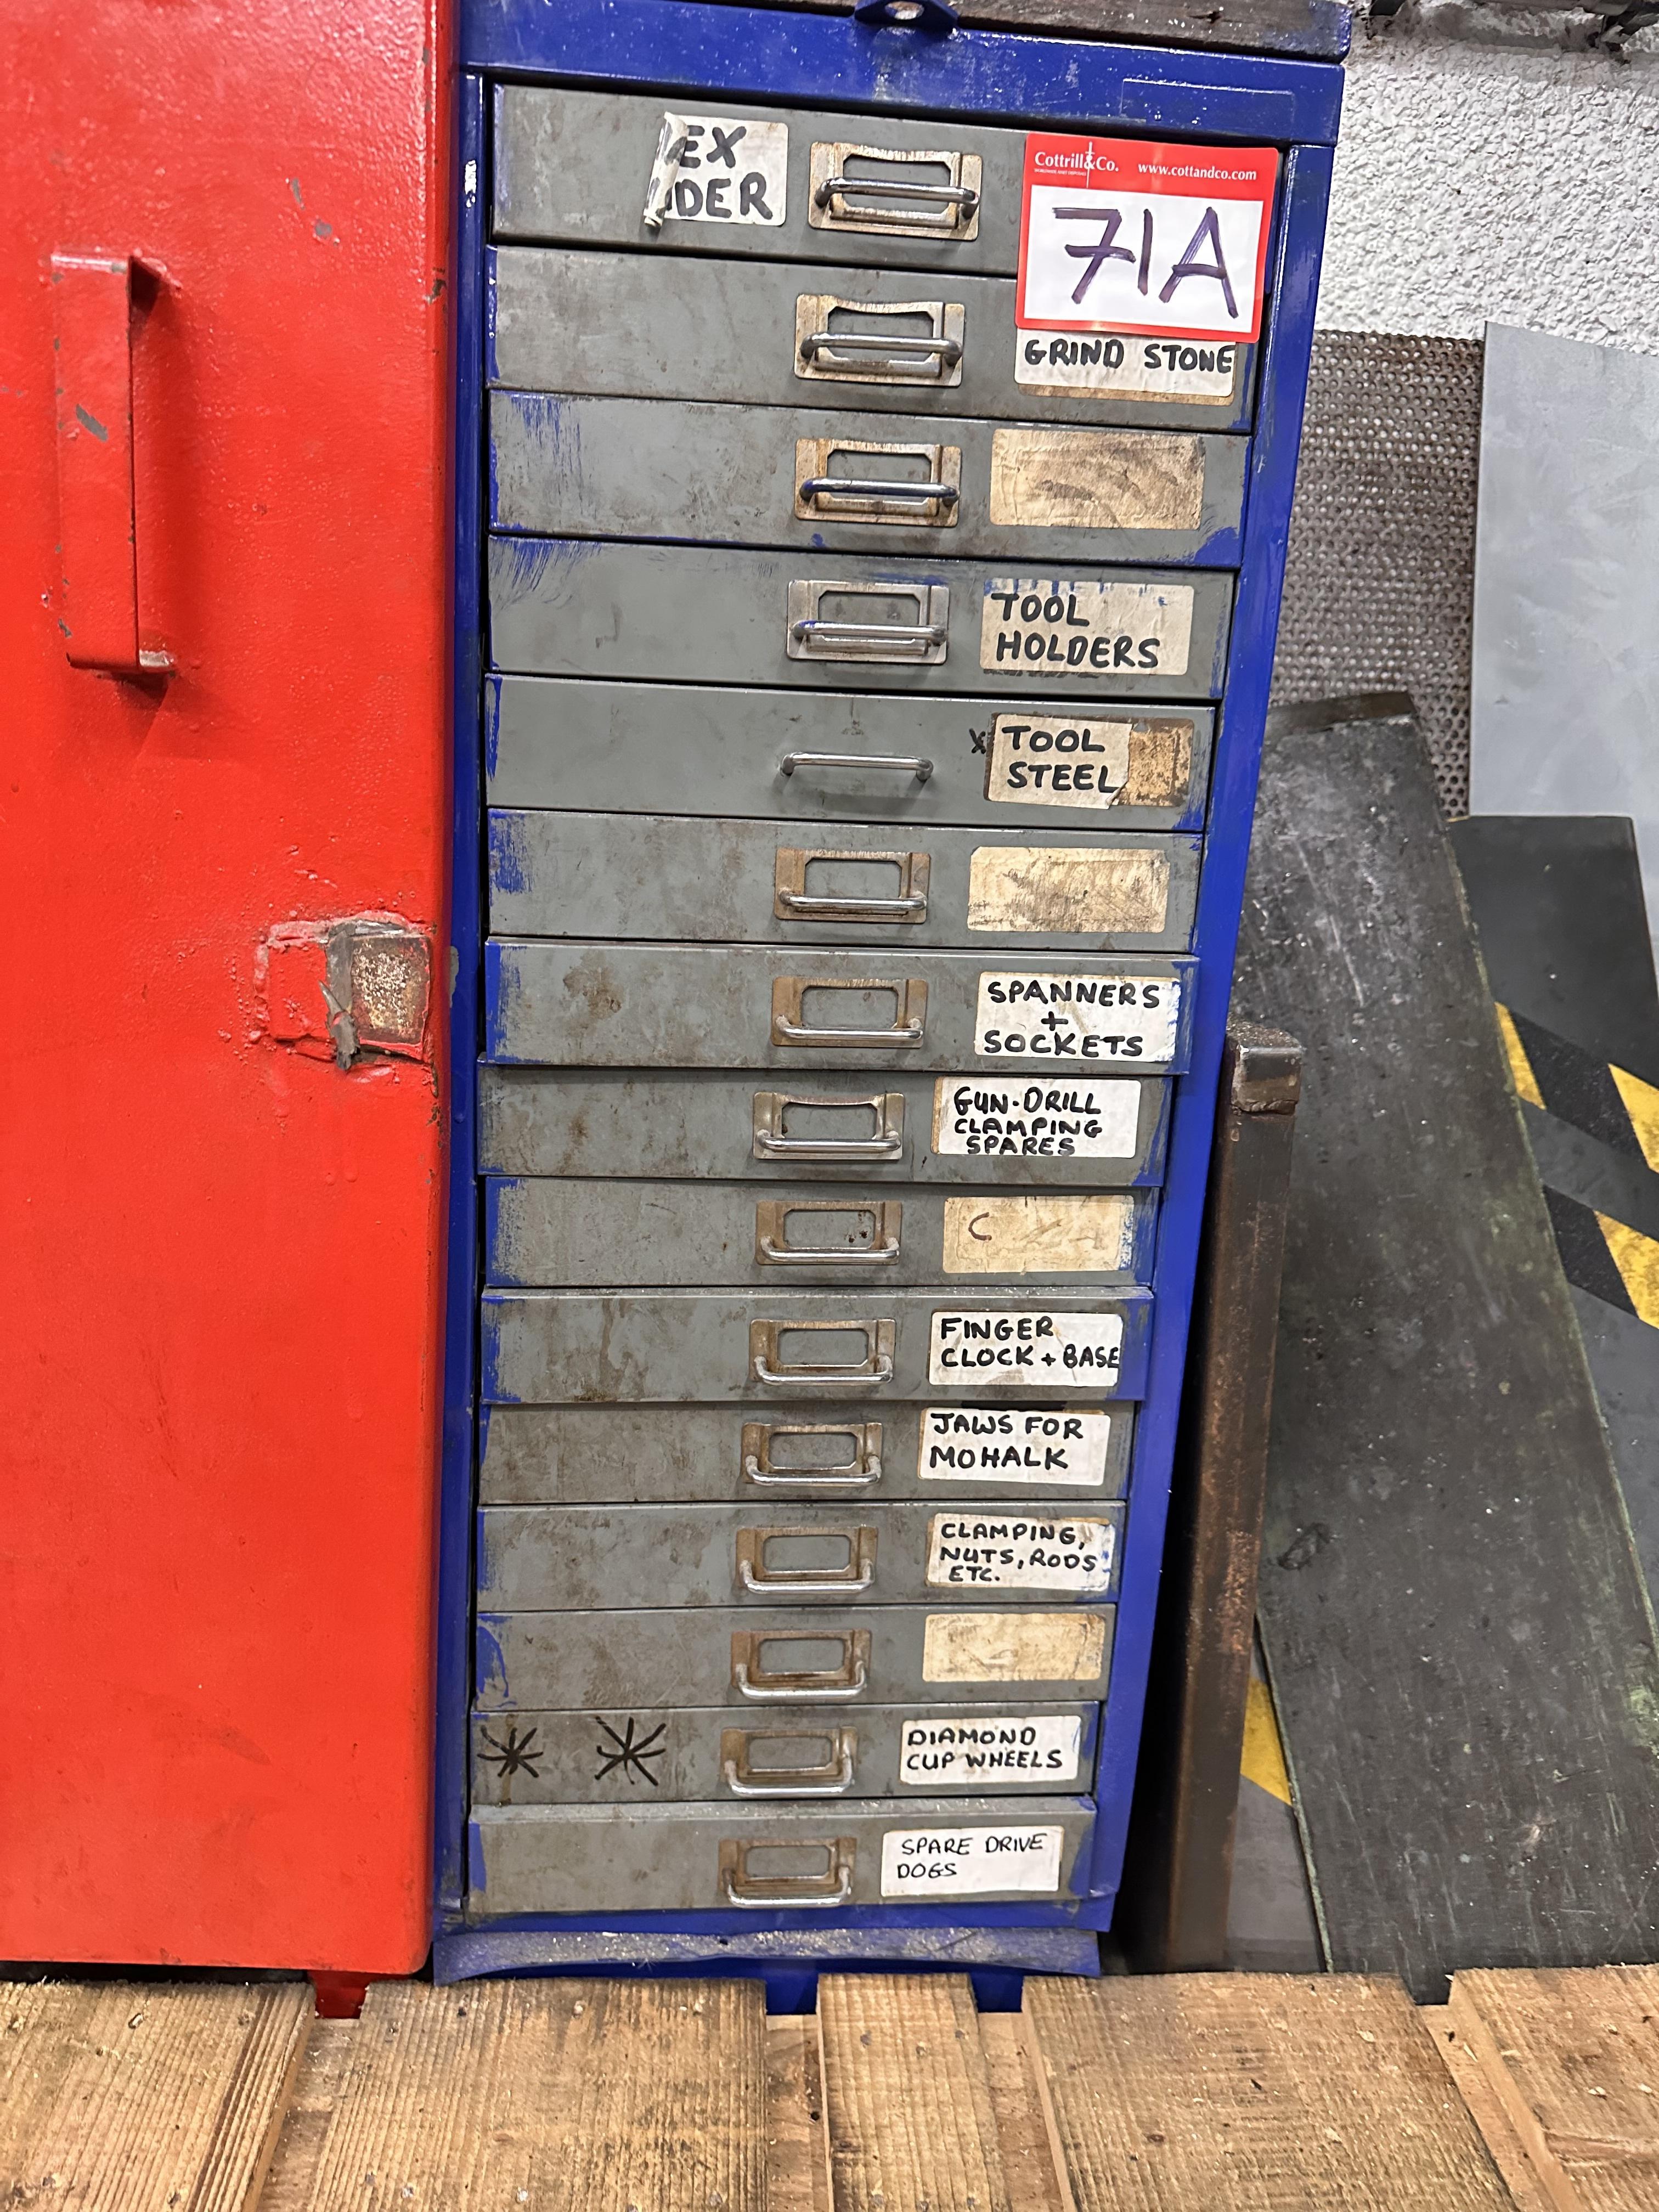 EX
DER
Cottrill&Co.
www.cottandco.com
71A
GRIND STONE
TOOL
HOLDERS
x TOOL
STEEL
SPANNERS
+
SOCKETS
GUN-DRILL
CLAMPING
SPARES
C
FINGER
CLOCK + BASE
JAWS FOR
MOHALK
CLAMPING,
NUTS, RODS
ETC.
DIAMOND
CUP WHEELS
SPARE DRIVE
DOGS